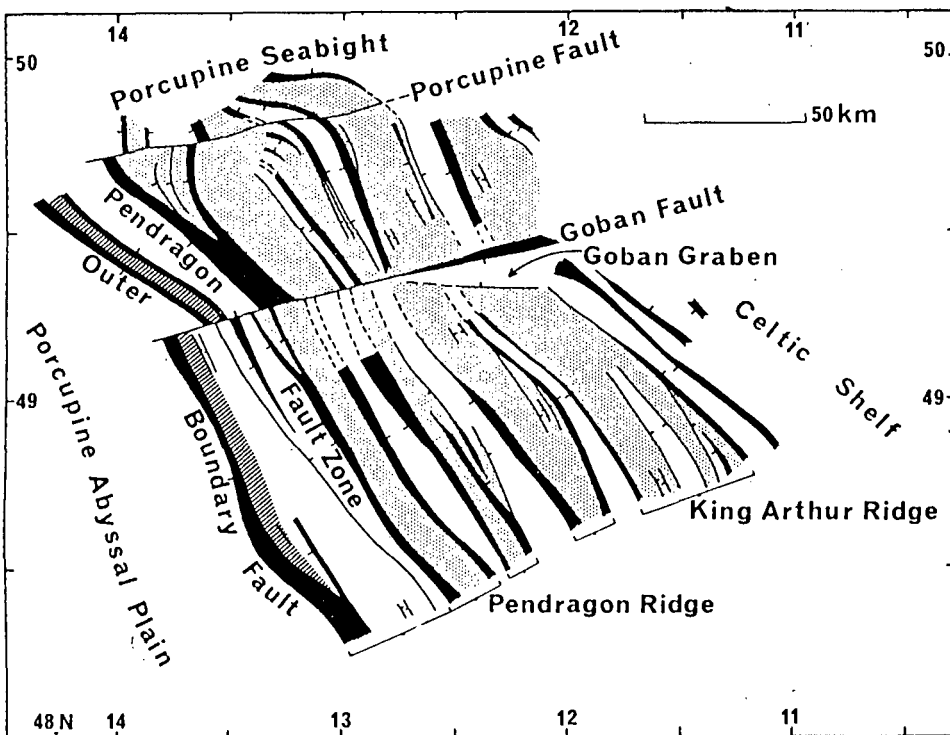 14
12
11
50
50
Porcupine Seabight
Porcupine Fault
50 km
Goban Fault
Goban Graben
Pendragon
Outer
Celtic Shelf
Porcupine Abyssal Plain
49
49
Fault Zone
Boundary
Fault
King Arthur Ridge
Pendragon Ridge
48 N
14
13
12
11